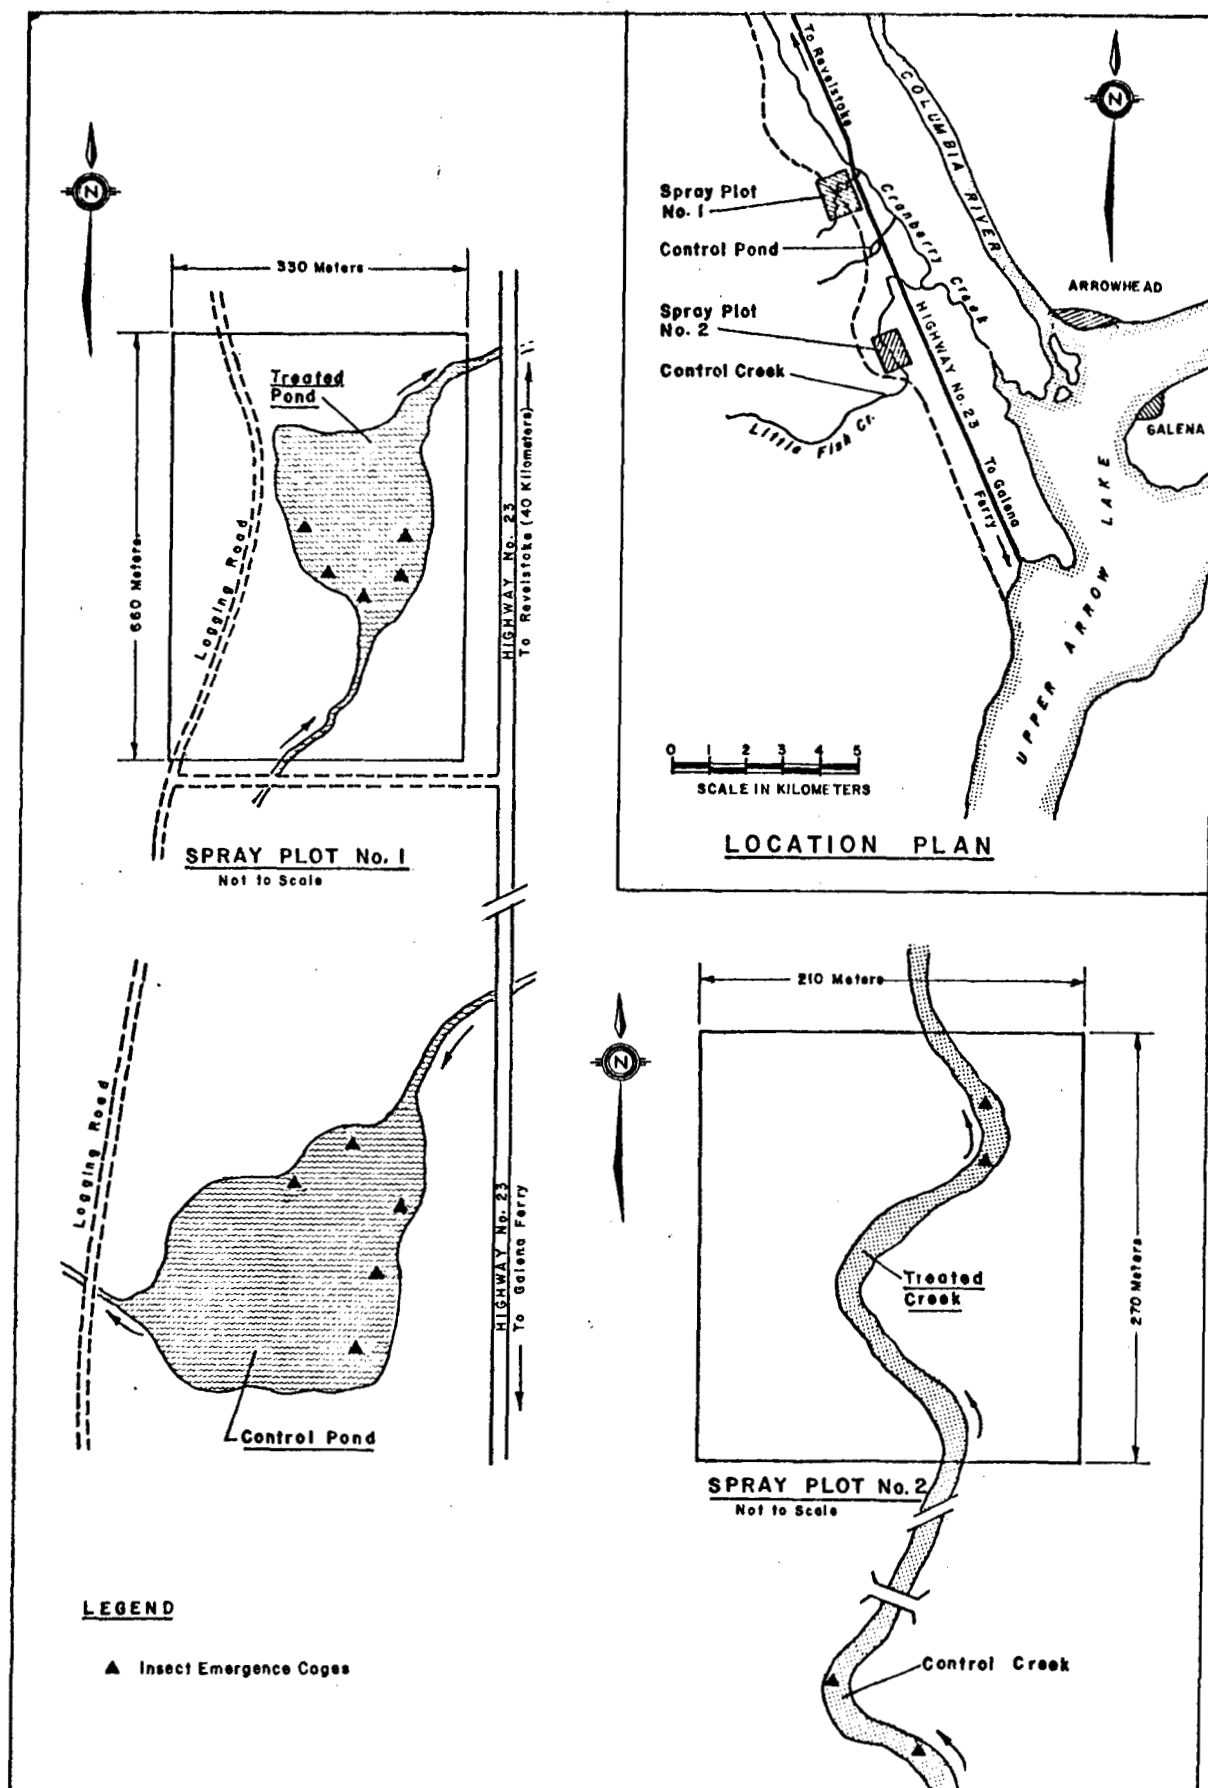 N
330 Meters
Treated
Pond
660 Meters
Logging Road
HIGHWAY No. 23
To Revelstoke (40 Kilometers)
SPRAY PLOT No. 1
Not to Scale
N
To Revelstoke
COLUMBIA RIVER
Spray Plot
No. 1
Cranberry Creek
Control Pond
ARROWHEAD
Spray Plot
No. 2
HIGHWAY No. 23
Control Creek
GALENA
Little Fish Cr.
To Galena
Ferry
UPPER ARROW LAKE
0 1 2 3 4 5
SCALE IN KILOMETERS
LOCATION PLAN
Logging Road
HIGHWAY No. 23
To Galena Ferry
Control Pond
N
210 Meters
Treated
Creek
270 Meters
SPRAY PLOT No. 2
Not to Scale
LEGEND
Insect Emergence Cages
Control Creek